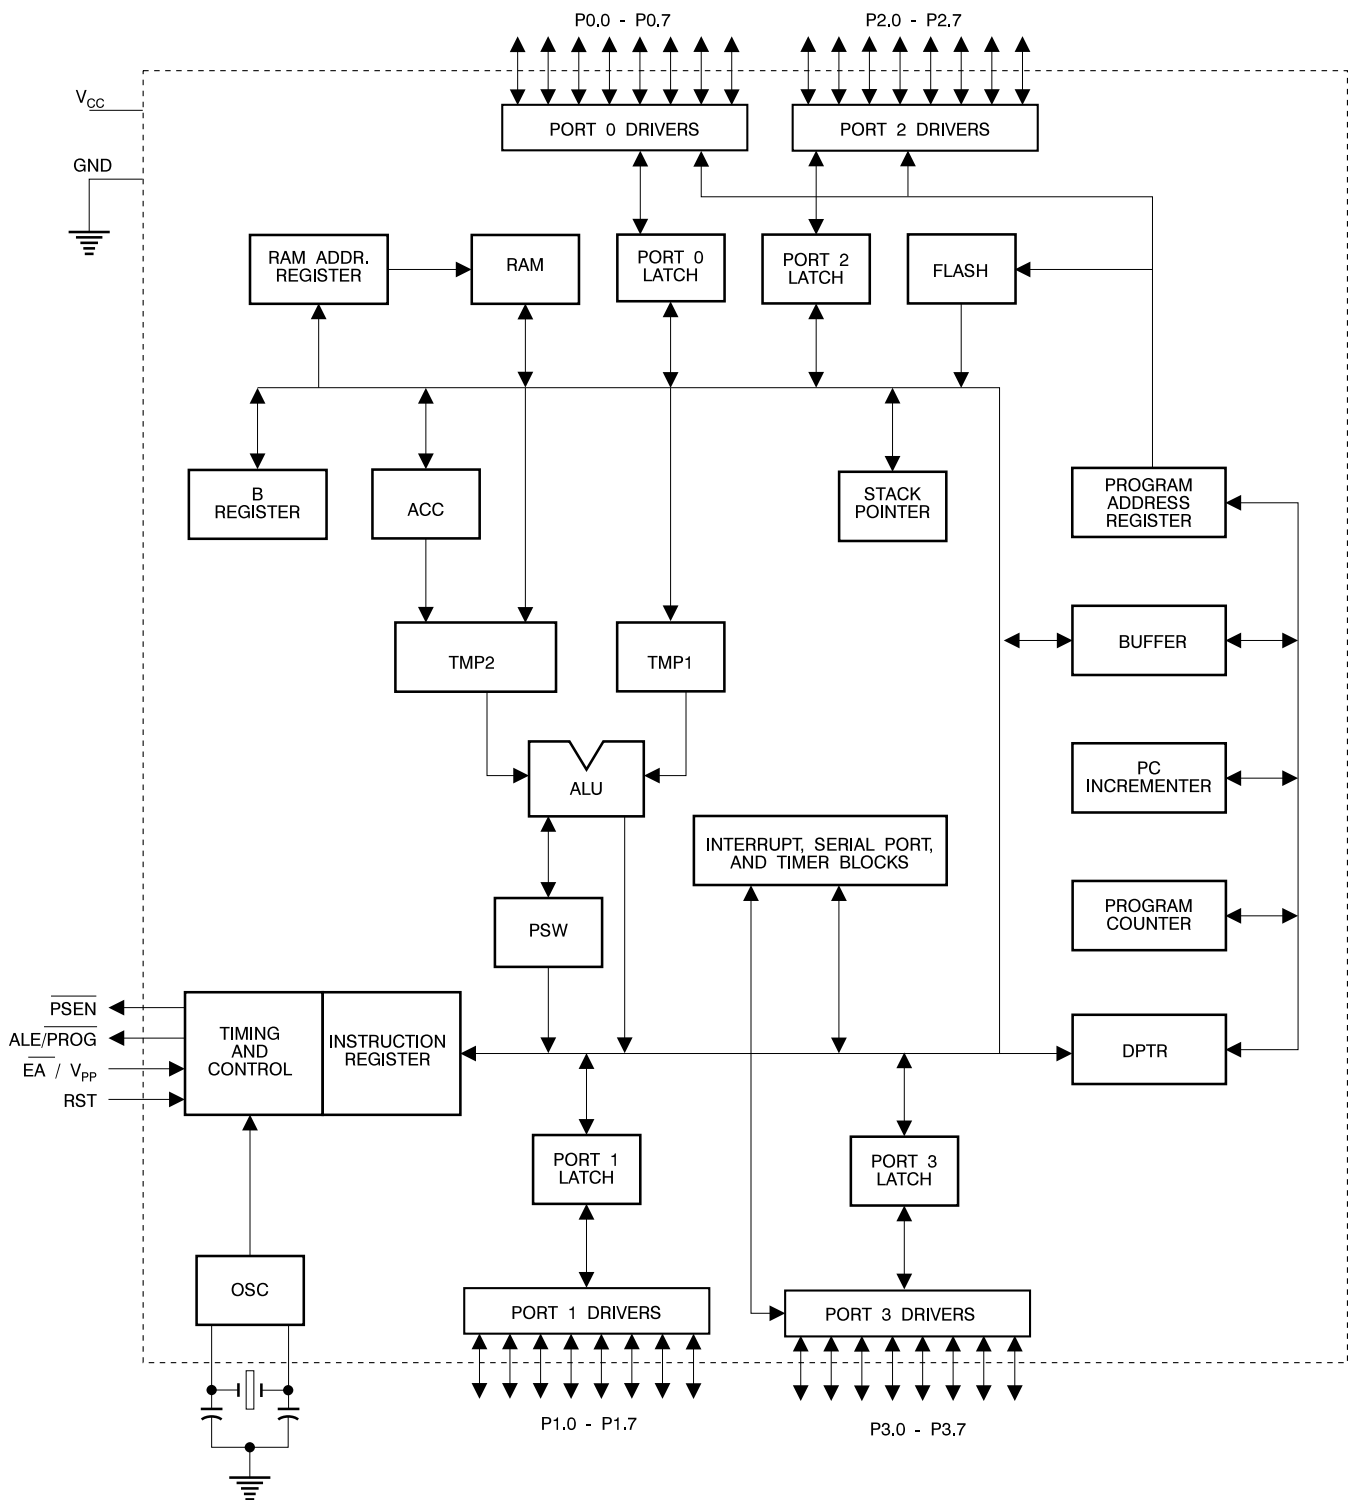 P0.0 - P0.7
P2.0 - P2.7
VCC
GND
PORT 0 DRIVERS
PORT 2 DRIVERS
RAM ADDR.
REGISTER
RAM
PORT 0
LATCH
PORT 2
LATCH
FLASH
B
REGISTER
ACC
STACK
POINTER
PROGRAM
ADDRESS
REGISTER
TMP2
TMP1
BUFFER
ALU
PC
INCREMENTER
INTERRUPT, SERIAL PORT,
AND TIMER BLOCKS
PSW
PROGRAM
COUNTER
PSEN
ALE/PROG
EA / VPP
RST
TIMING
AND
CONTROL
INSTRUCTION
REGISTER
DPTR
PORT 1
LATCH
PORT 3
LATCH
OSC
PORT 1 DRIVERS
PORT 3 DRIVERS
P1.0 - P1.7
P3.0 - P3.7